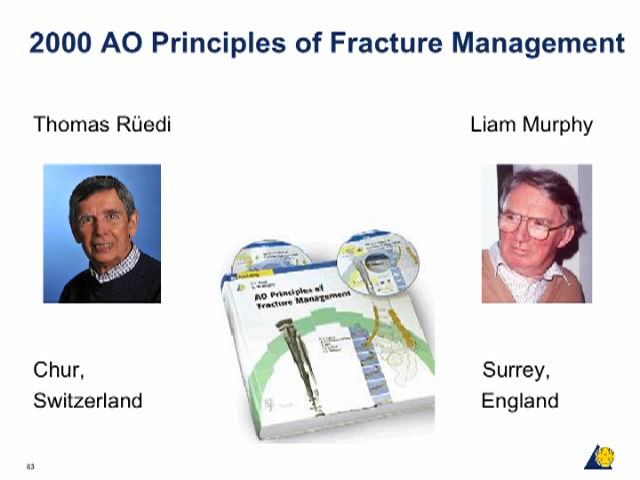 2000 AO Principles of Fracture Management
Thomas Rüedi
Liam Murphy
AO Principles of
Fracture Management
Chur,
Switzerland
Surrey,
England
63